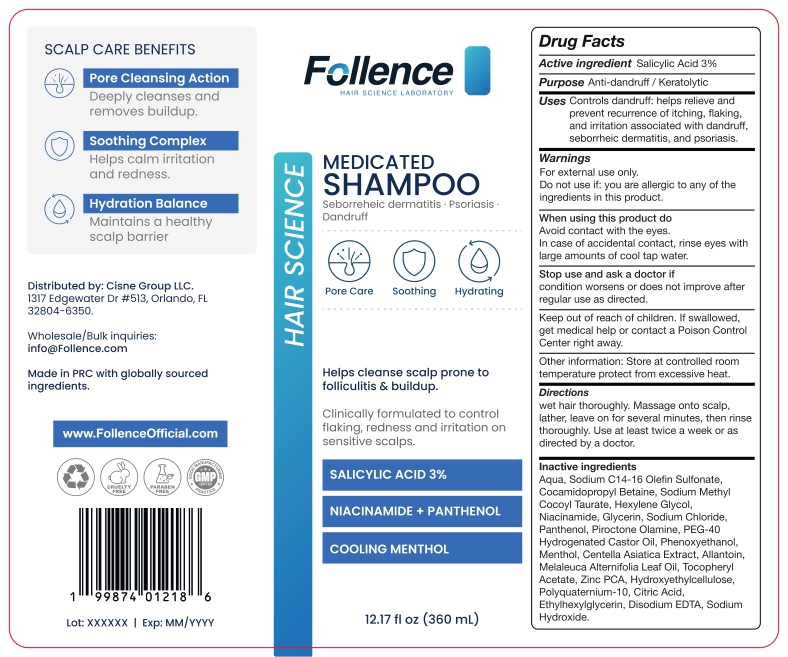 SCALP CARE BENEFITS
Pore Cleansing Action
Deeply cleanses and
removes buildup.
Soothing Complex
Helps calm irritation
and redness.
Hydration Balance
Maintains a healthy
scalp barrier
Distributed by: Cisne Group LLC.
1317 Edgewater Dr #513, Orlando, FL
32804-6350.
Wholesale/Bulk inquiries:
info@Follence.com
Made in PRC with globally sourced
ingredients.
www.FollenceOfficial.com
CRUELTY
FREE
PARABEN
FREE
GOOD MANUFACTURING
GMP
PRACTICE
1 99874 01218 6
Lot: XXXXXX | Exp: MM/YYYY
Follence
HAIR SCIENCE LABORATORY
HAIR SCIENCE
MEDICATED
SHAMPOO
Seborreheic dermatitis · Psoriasis ·
Dandruff
Pore Care
Soothing
Hydrating
Helps cleanse scalp prone to
folliculitis & buildup.
Clinically formulated to control
flaking, redness and irritation on
sensitive scalps.
SALICYLIC ACID 3%
NIACINAMIDE + PANTHENOL
COOLING MENTHOL
12.17 fl oz (360 mL)
Drug Facts
Active ingredient Salicylic Acid 3%
Purpose Anti-dandruff / Keratolytic
Uses Controls dandruff: helps relieve and
prevent recurrence of itching, flaking,
and irritation associated with dandruff,
seborrheic dermatitis, and psoriasis.
Warnings
For external use only.
Do not use if: you are allergic to any of the
ingredients in this product.
When using this product do
Avoid contact with the eyes.
In case of accidental contact, rinse eyes with
large amounts of cool tap water.
Stop use and ask a doctor if
condition worsens or does not improve after
regular use as directed.
Keep out of reach of children. If swallowed,
get medical help or contact a Poison Control
Center right away.
Other information: Store at controlled room
temperature protect from excessive heat.
Directions
wet hair thoroughly. Massage onto scalp,
lather, leave on for several minutes, then rinse
thoroughly. Use at least twice a week or as
directed by a doctor.
Inactive ingredients
Aqua, Sodium C14-16 Olefin Sulfonate,
Cocamidopropyl Betaine, Sodium Methyl
Cocoyl Taurate, Hexylene Glycol,
Niacinamide, Glycerin, Sodium Chloride,
Panthenol, Piroctone Olamine, PEG-40
Hydrogenated Castor Oil, Phenoxyethanol,
Menthol, Centella Asiatica Extract, Allantoin,
Melaleuca Alternifolia Leaf Oil, Tocopheryl
Acetate, Zinc PCA, Hydroxyethylcellulose,
Polyquaternium-10, Citric Acid,
Ethylhexylglycerin, Disodium EDTA, Sodium
Hydroxide.